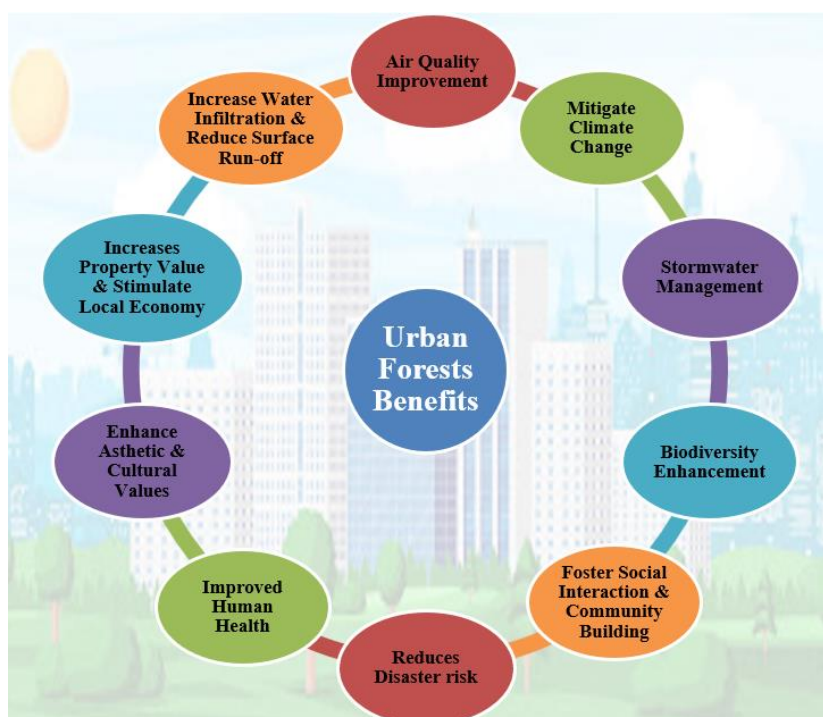 Air Quality
Improvement
Mitigate
Climate
Change
Stormwater
Management
Biodiversity
Enhancement
Foster Social
Interaction &
Community
Building
Reduces
Disaster risk
Improved
Human
Health
Enhance
Asthetic &
Cultural
Values
Increases
Property Value
& Stimulate
Local Economy
Increase Water
Infiltration &
Reduce Surface
Run-off
Urban
Forests
Benefits